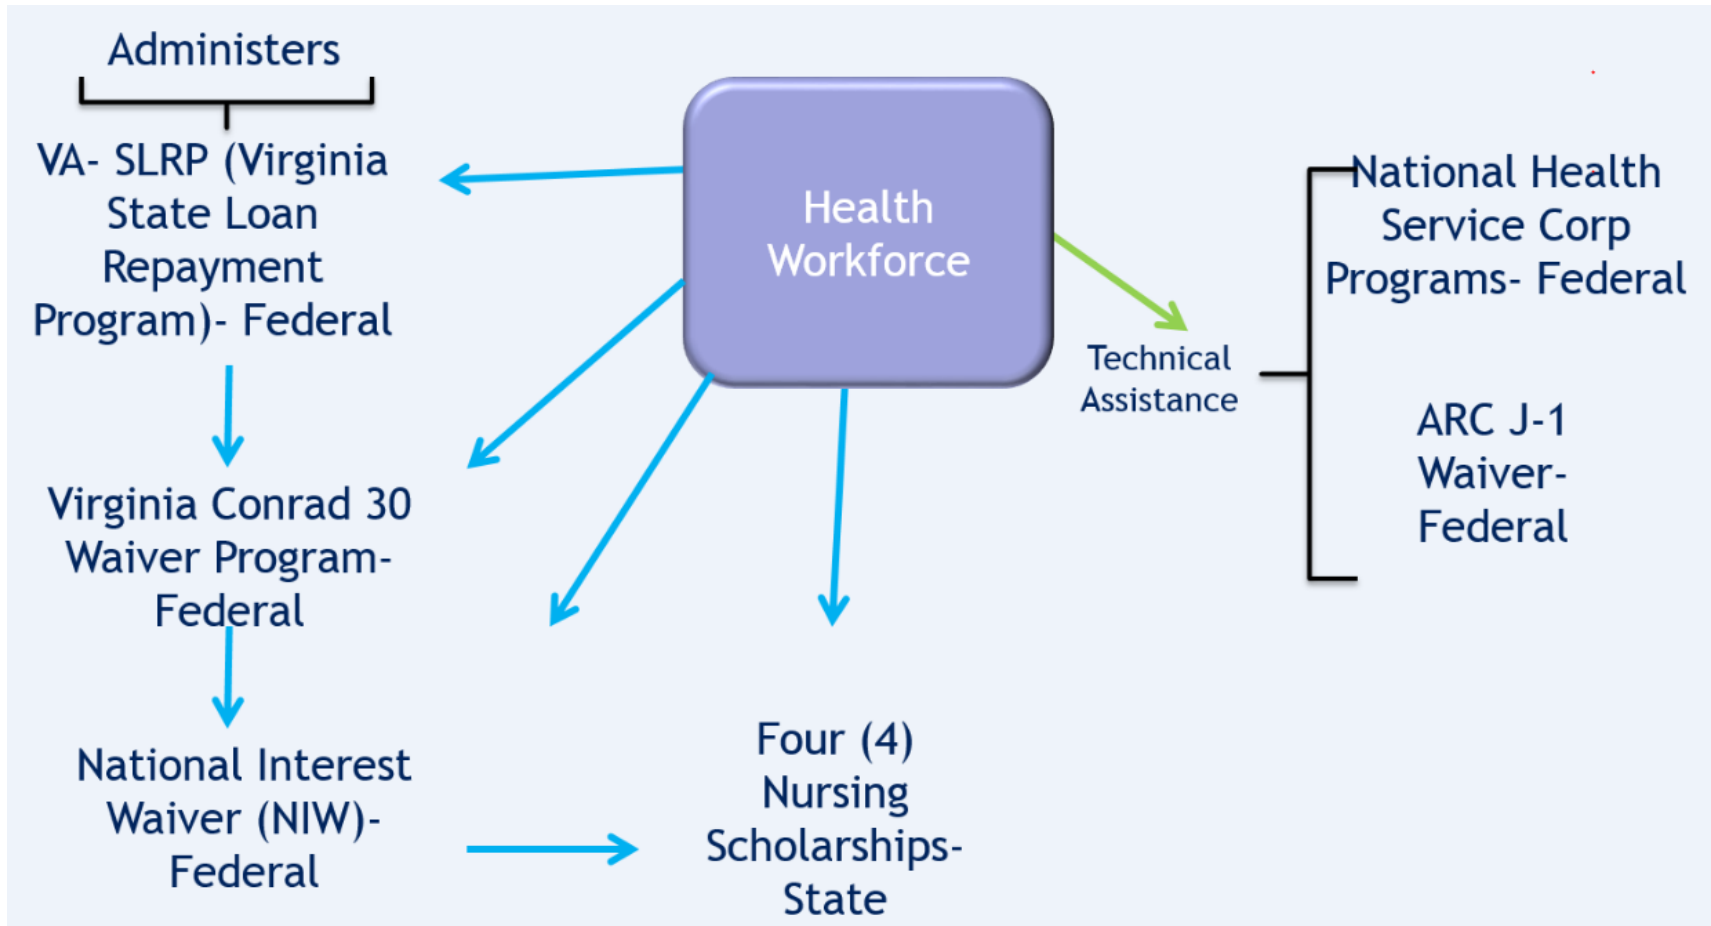 Administers
VA- SLRP (Virginia
State Loan
Repayment
Program)- Federal
Virginia Conrad 30
Waiver Program-
Federal
National Interest
Waiver (NIW)-
Federal
Health
Workforce
Four (4)
Nursing
Scholarships-
State
Technical
Assistance
National Health
Service Corp
Programs- Federal
ARC J-1
Waiver-
Federal